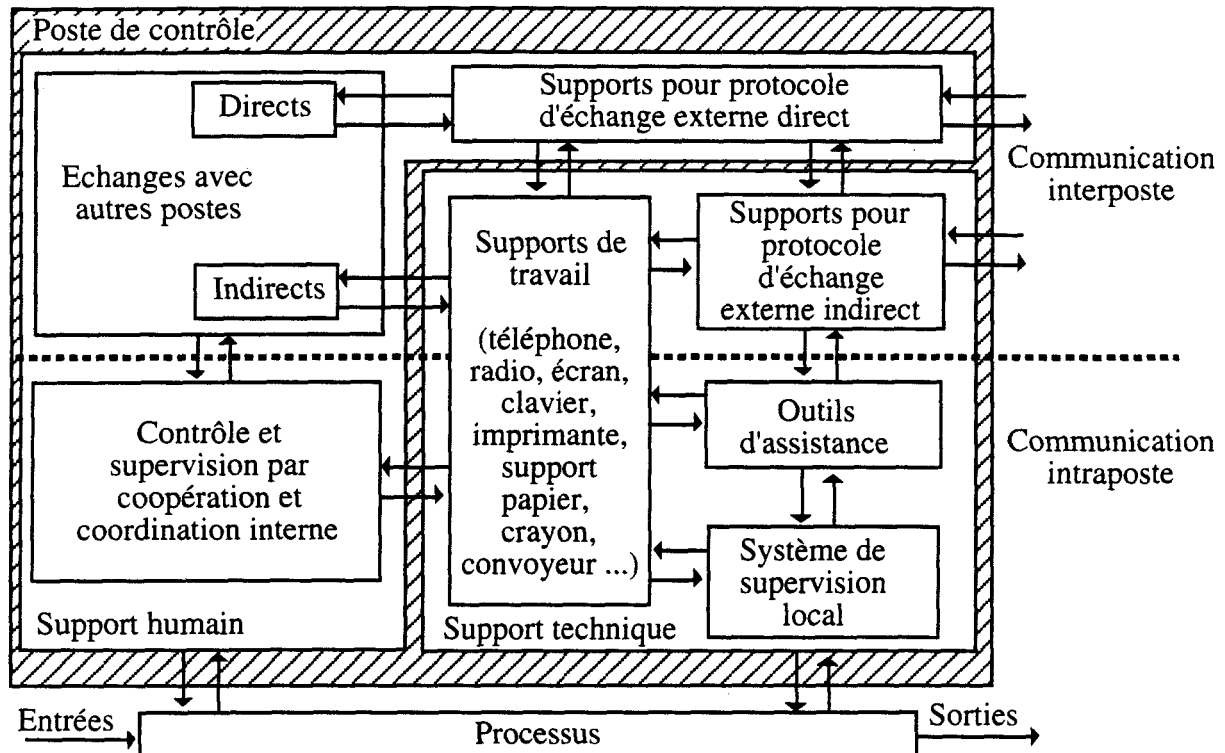 Poste de contrôle
Directs
Supports pour protocole
d'échange externe direct
Echanges avec
autres postes
Indirects
Communication
interposte
Supports de
travail
(téléphone,
radio, écran,
clavier,
imprimante,
support
papier,
crayon,
convoyeur ...)
Supports pour
protocole
d'échange
externe indirect
Contrôle et
supervision par
coopération et
coordination interne
Outils
d'assistance
Communication
intraposte
Système de
supervision
local
Support humain
Support technique
Entrées
Processus
Sorties